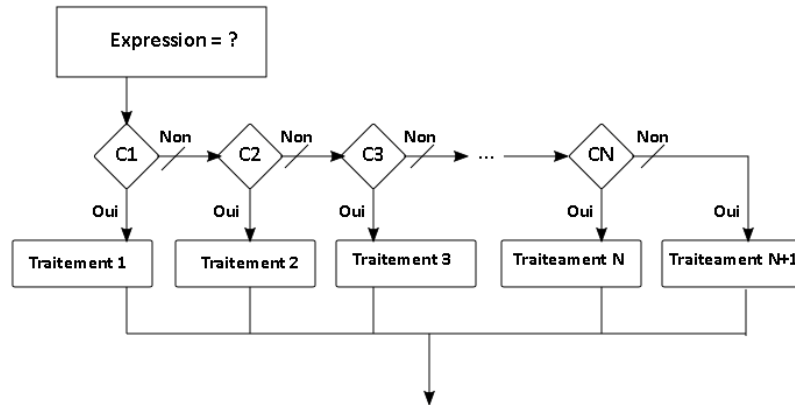 Expression = ?
C1
Non
C2
Non
C3
Non
...
CN
Non
Oui
Oui
Oui
Oui
Oui
Traitement 1
Traitement 2
Traitement 3
Traiteament N
Traiteament N+1